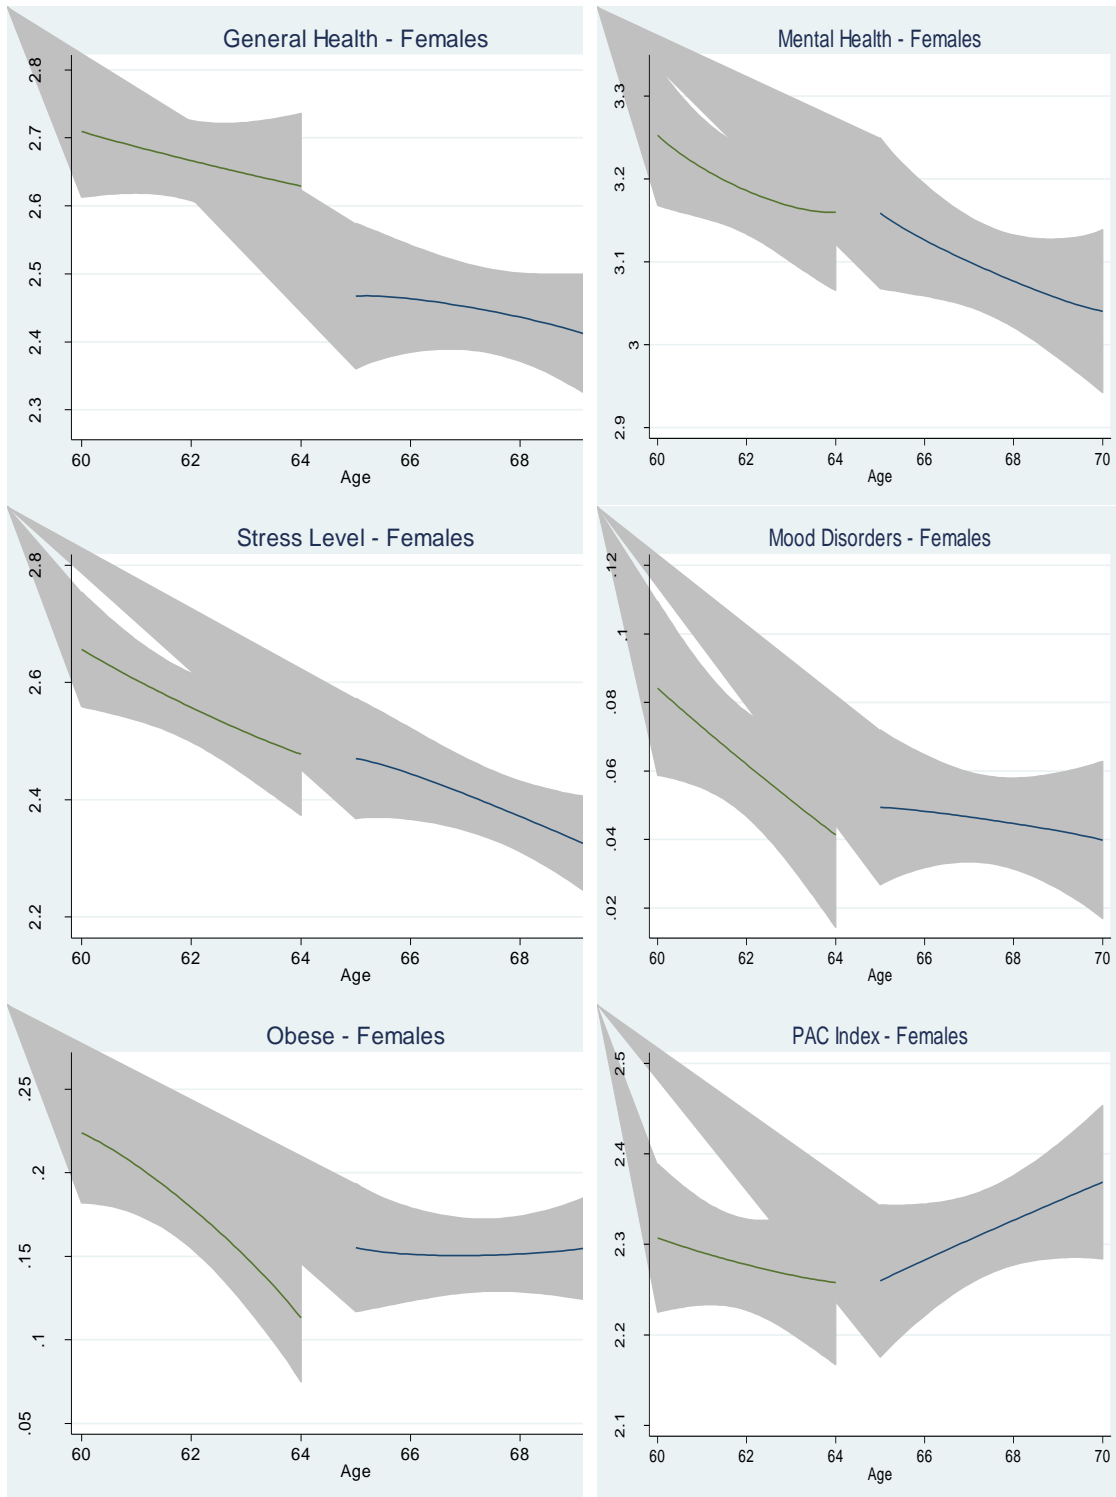 General Health - Females
2.8
2.7
2.6
2.5
2.4
2.3
60 62 64 66 68
Age
Mental Health - Females
3.3
3.2
3.1
3
2.9
60 62 64 66 68 70
Age
Stress Level - Females
2.8
2.6
2.4
2.2
60 62 64 66 68
Age
Mood Disorders - Females
.12
.1
.08
.06
.04
.02
60 62 64 66 68 70
Age
Obese - Females
.25
.2
.15
.1
.05
60 62 64 66 68
Age
PAC Index - Females
2.5
2.4
2.3
2.2
2.1
60 62 64 66 68 70
Age